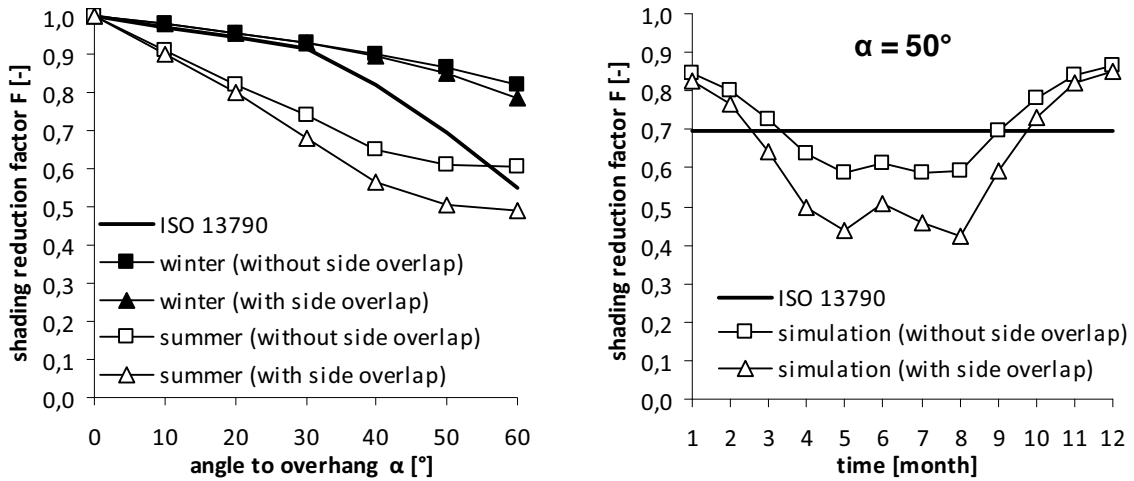 shading reduction factor F [-]
1,0
0,9
0,8
0,7
0,6
0,5
0,4
0,3
0,2
0,1
0,0
ISO 13790
winter (without side overlap)
winter (with side overlap)
summer (without side overlap)
summer (with side overlap)
0 10 20 30 40 50 60
angle to overhang α [°]
shading reduction factor F [-]
1,0
0,9
0,8
0,7
0,6
0,5
0,4
0,3
0,2
0,1
0,0
α = 50°
ISO 13790
simulation (without side overlap)
simulation (with side overlap)
1 2 3 4 5 6 7 8 9 10 11 12
time [month]